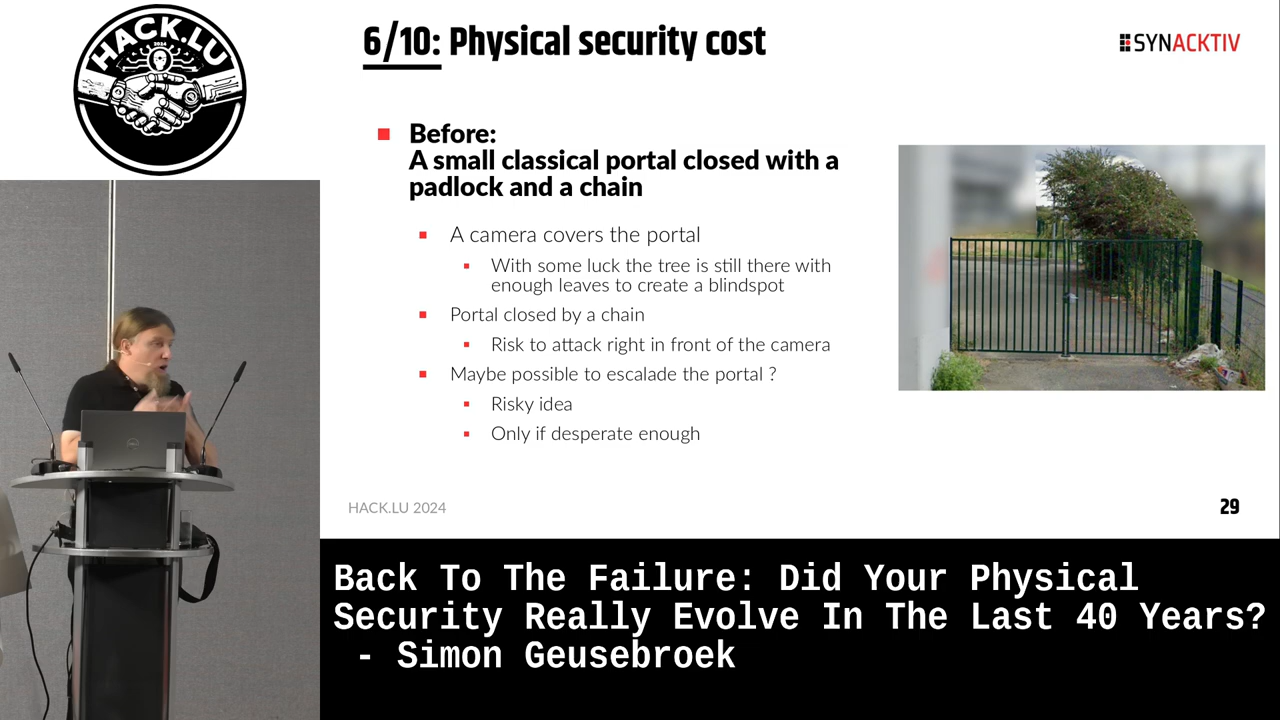 HACK.LU
2024
6/10: Physical security cost
SYNACKTIV
Before:
A small classical portal closed with a
padlock and a chain
A camera covers the portal
With some luck the tree is still there with
enough leaves to create a blindspot
Portal closed by a chain
Risk to attack right in front of the camera
Maybe possible to escalade the portal ?
Risky idea
Only if desperate enough
HACK.LU 2024
29
Back To The Failure: Did Your Physical
Security Really Evolve In The Last 40 Years?
- Simon Geusebroek